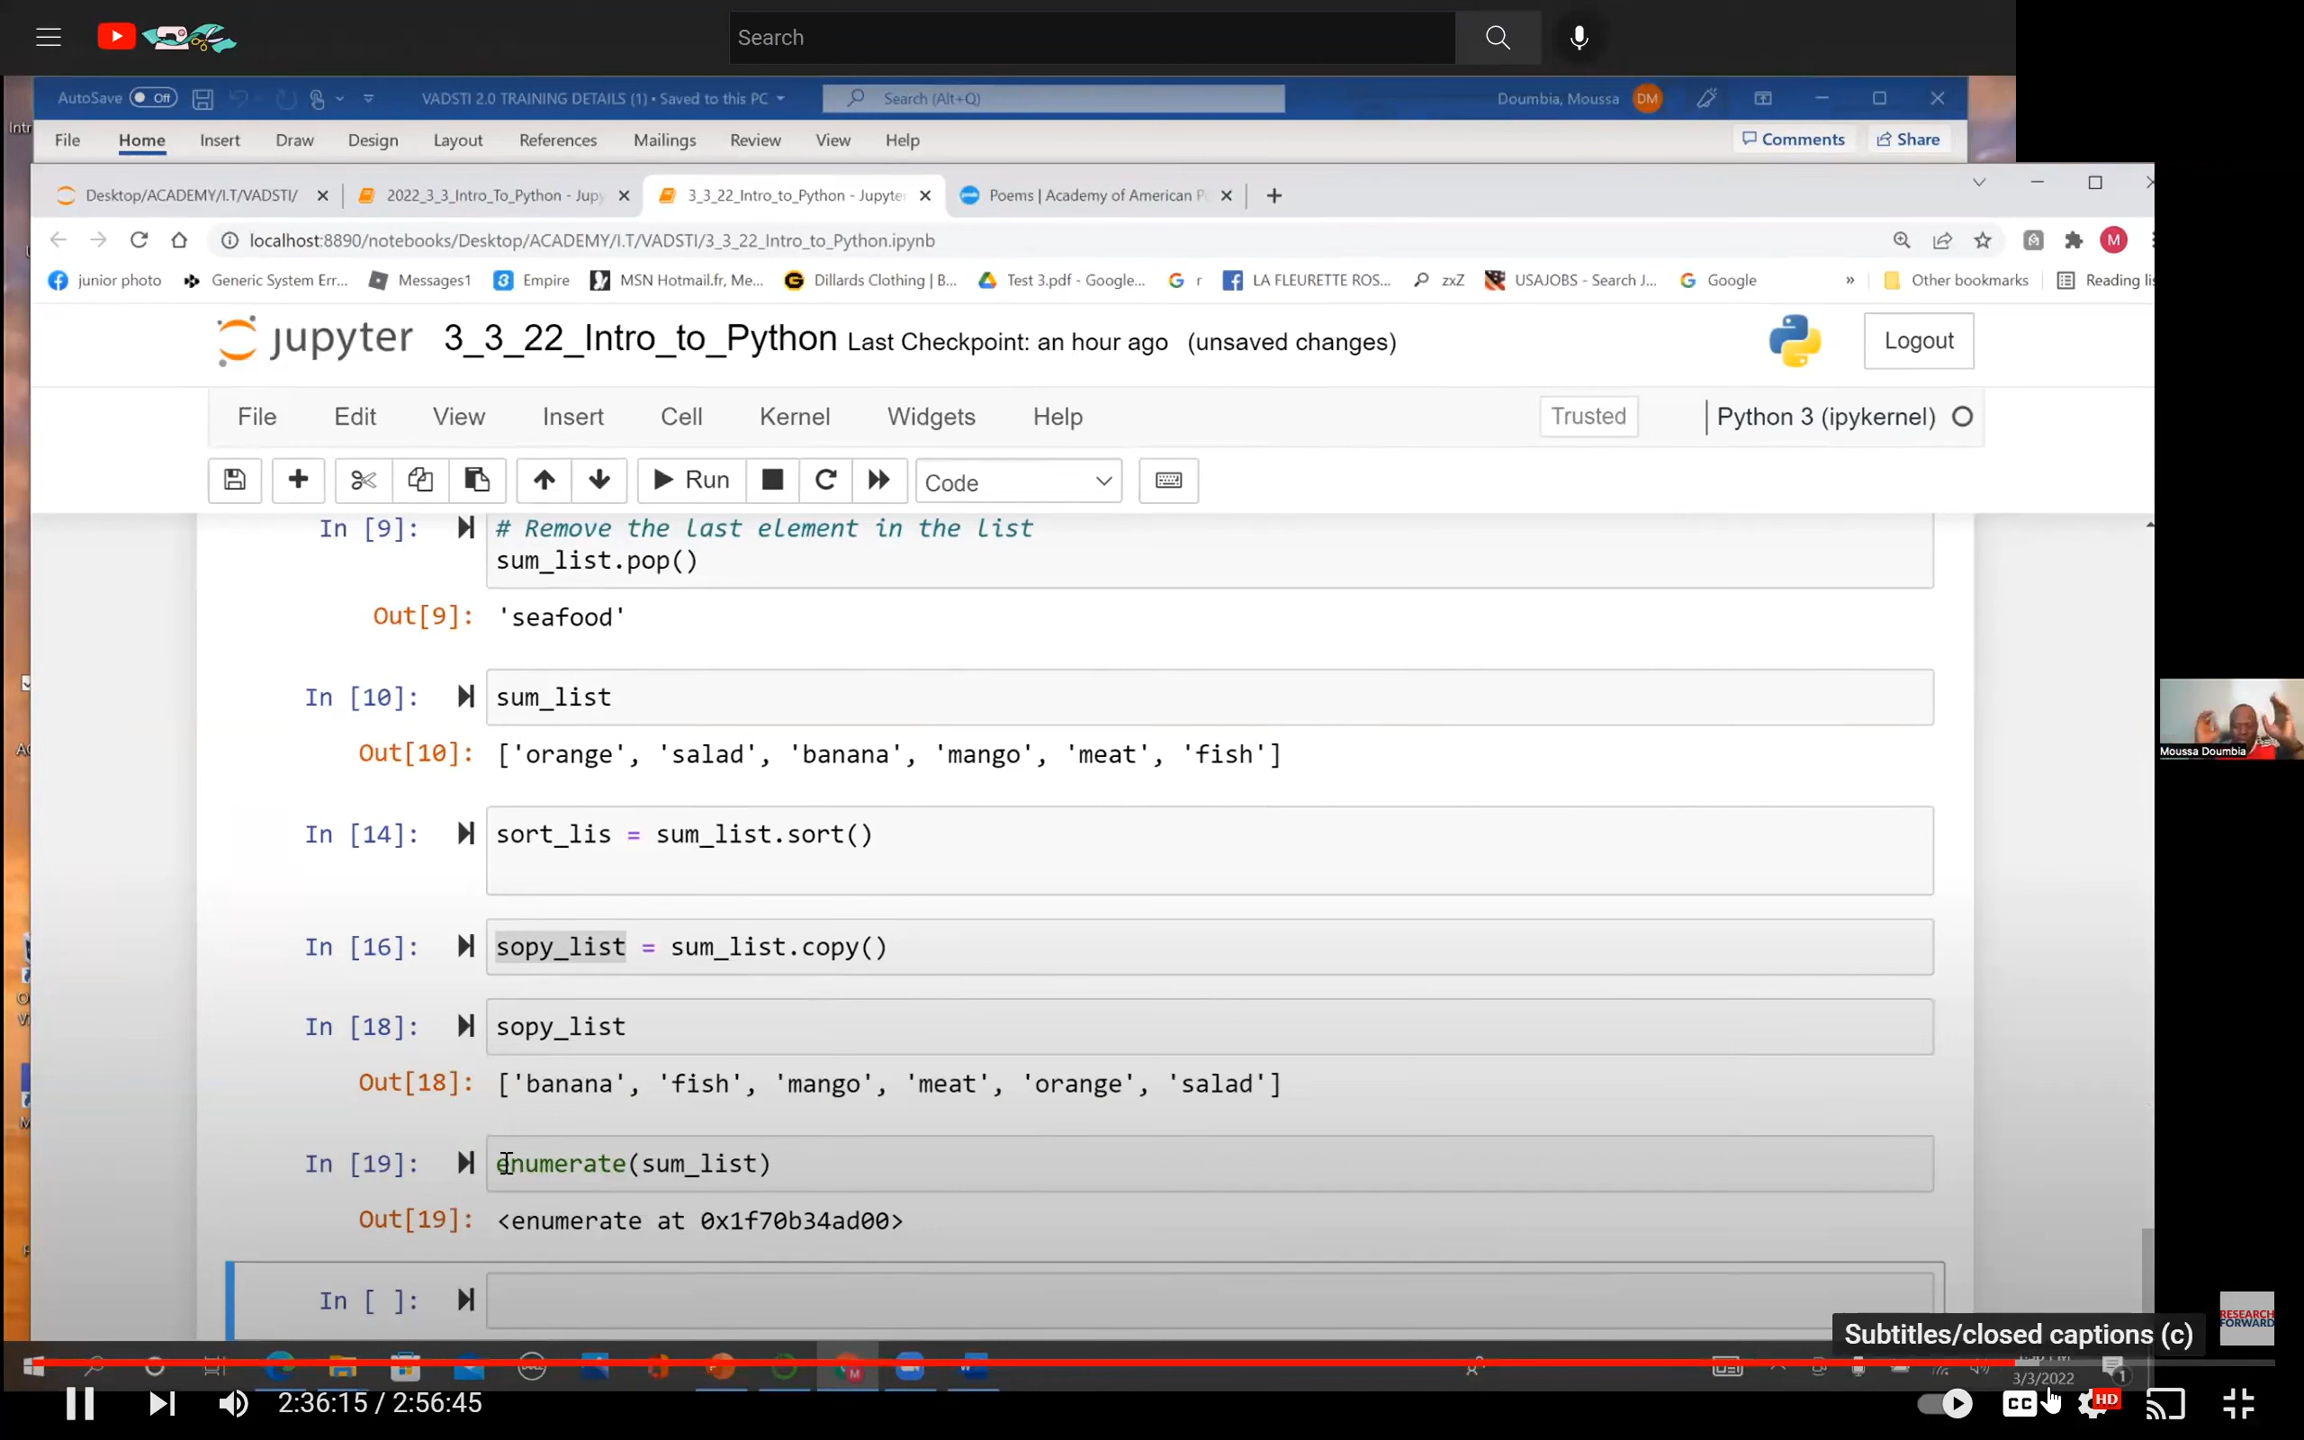 Search
AutoSave Off VADSTI 2.0 TRAINING DETAILS (1) • Saved to this PC Search (Alt+Q) Doumbia, Moussa DM
File Home Insert Draw Design Layout References Mailings Review View Help Comments Share
Desktop/ACADEMY/I.T/VADSTI/ 2022_3_3_Intro_To_Python - Jup 3_3_22_Intro_to_Python - Jupyter Poems | Academy of American P
localhost:8890/notebooks/Desktop/ACADEMY/I.T/VADSTI/3_3_22_Intro_to_Python.ipynb M
junior photo Generic System Err... Messages1 Empire MSN Hotmail.fr, Me... Dillards Clothing | B... Test 3.pdf - Google... r LA FLEURETTE ROS... zxZ USAJOBS - Search J... Google » Other bookmarks Reading lis
jupyter 3_3_22_Intro_to_Python Last Checkpoint: an hour ago (unsaved changes) Logout
File Edit View Insert Cell Kernel Widgets Help Trusted Python 3 (ipykernel)
Run Code
In [9]: # Remove the last element in the list
sum_list.pop()
Out[9]: 'seafood'
In [10]: sum_list
Out[10]: ['orange', 'salad', 'banana', 'mango', 'meat', 'fish']
In [14]: sort_lis = sum_list.sort()
In [16]: sopy_list = sum_list.copy()
In [18]: sopy_list
Out[18]: ['banana', 'fish', 'mango', 'meat', 'orange', 'salad']
In [19]: enumerate(sum_list)
Out[19]: <enumerate at 0x1f70b34ad00>
In [ ]:
Moussa Doumbia
RESEARCH
FORWARD
Subtitles/closed captions (c)
3/3/2022
2:36:15 / 2:56:45 CC HD